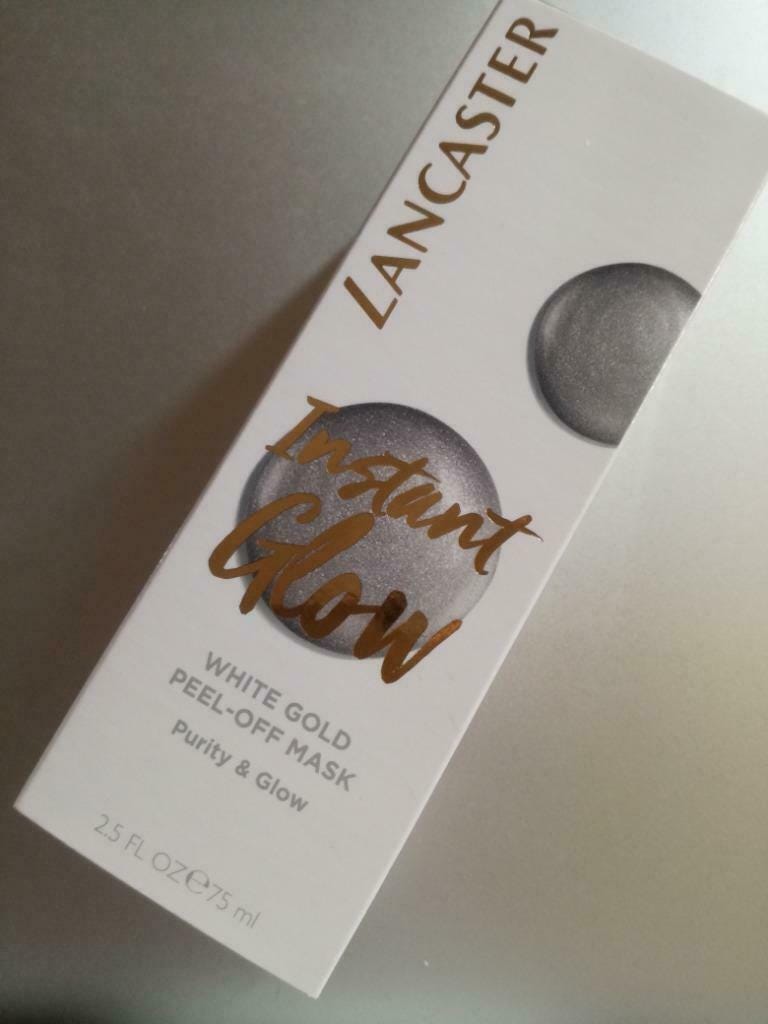 LANCASTER
Instant
Glow
WHITE GOLD
PEEL-OFF MASK
Purity & Glow
2.5 FL OZ℮75 ml